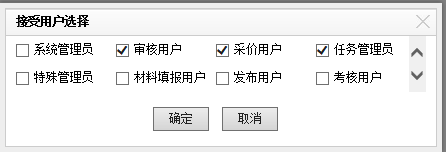 接受用户选择
系统管理员 审核用户 采价用户 任务管理员
特殊管理员 材料填报用户 发布用户 考核用户
确定 取消